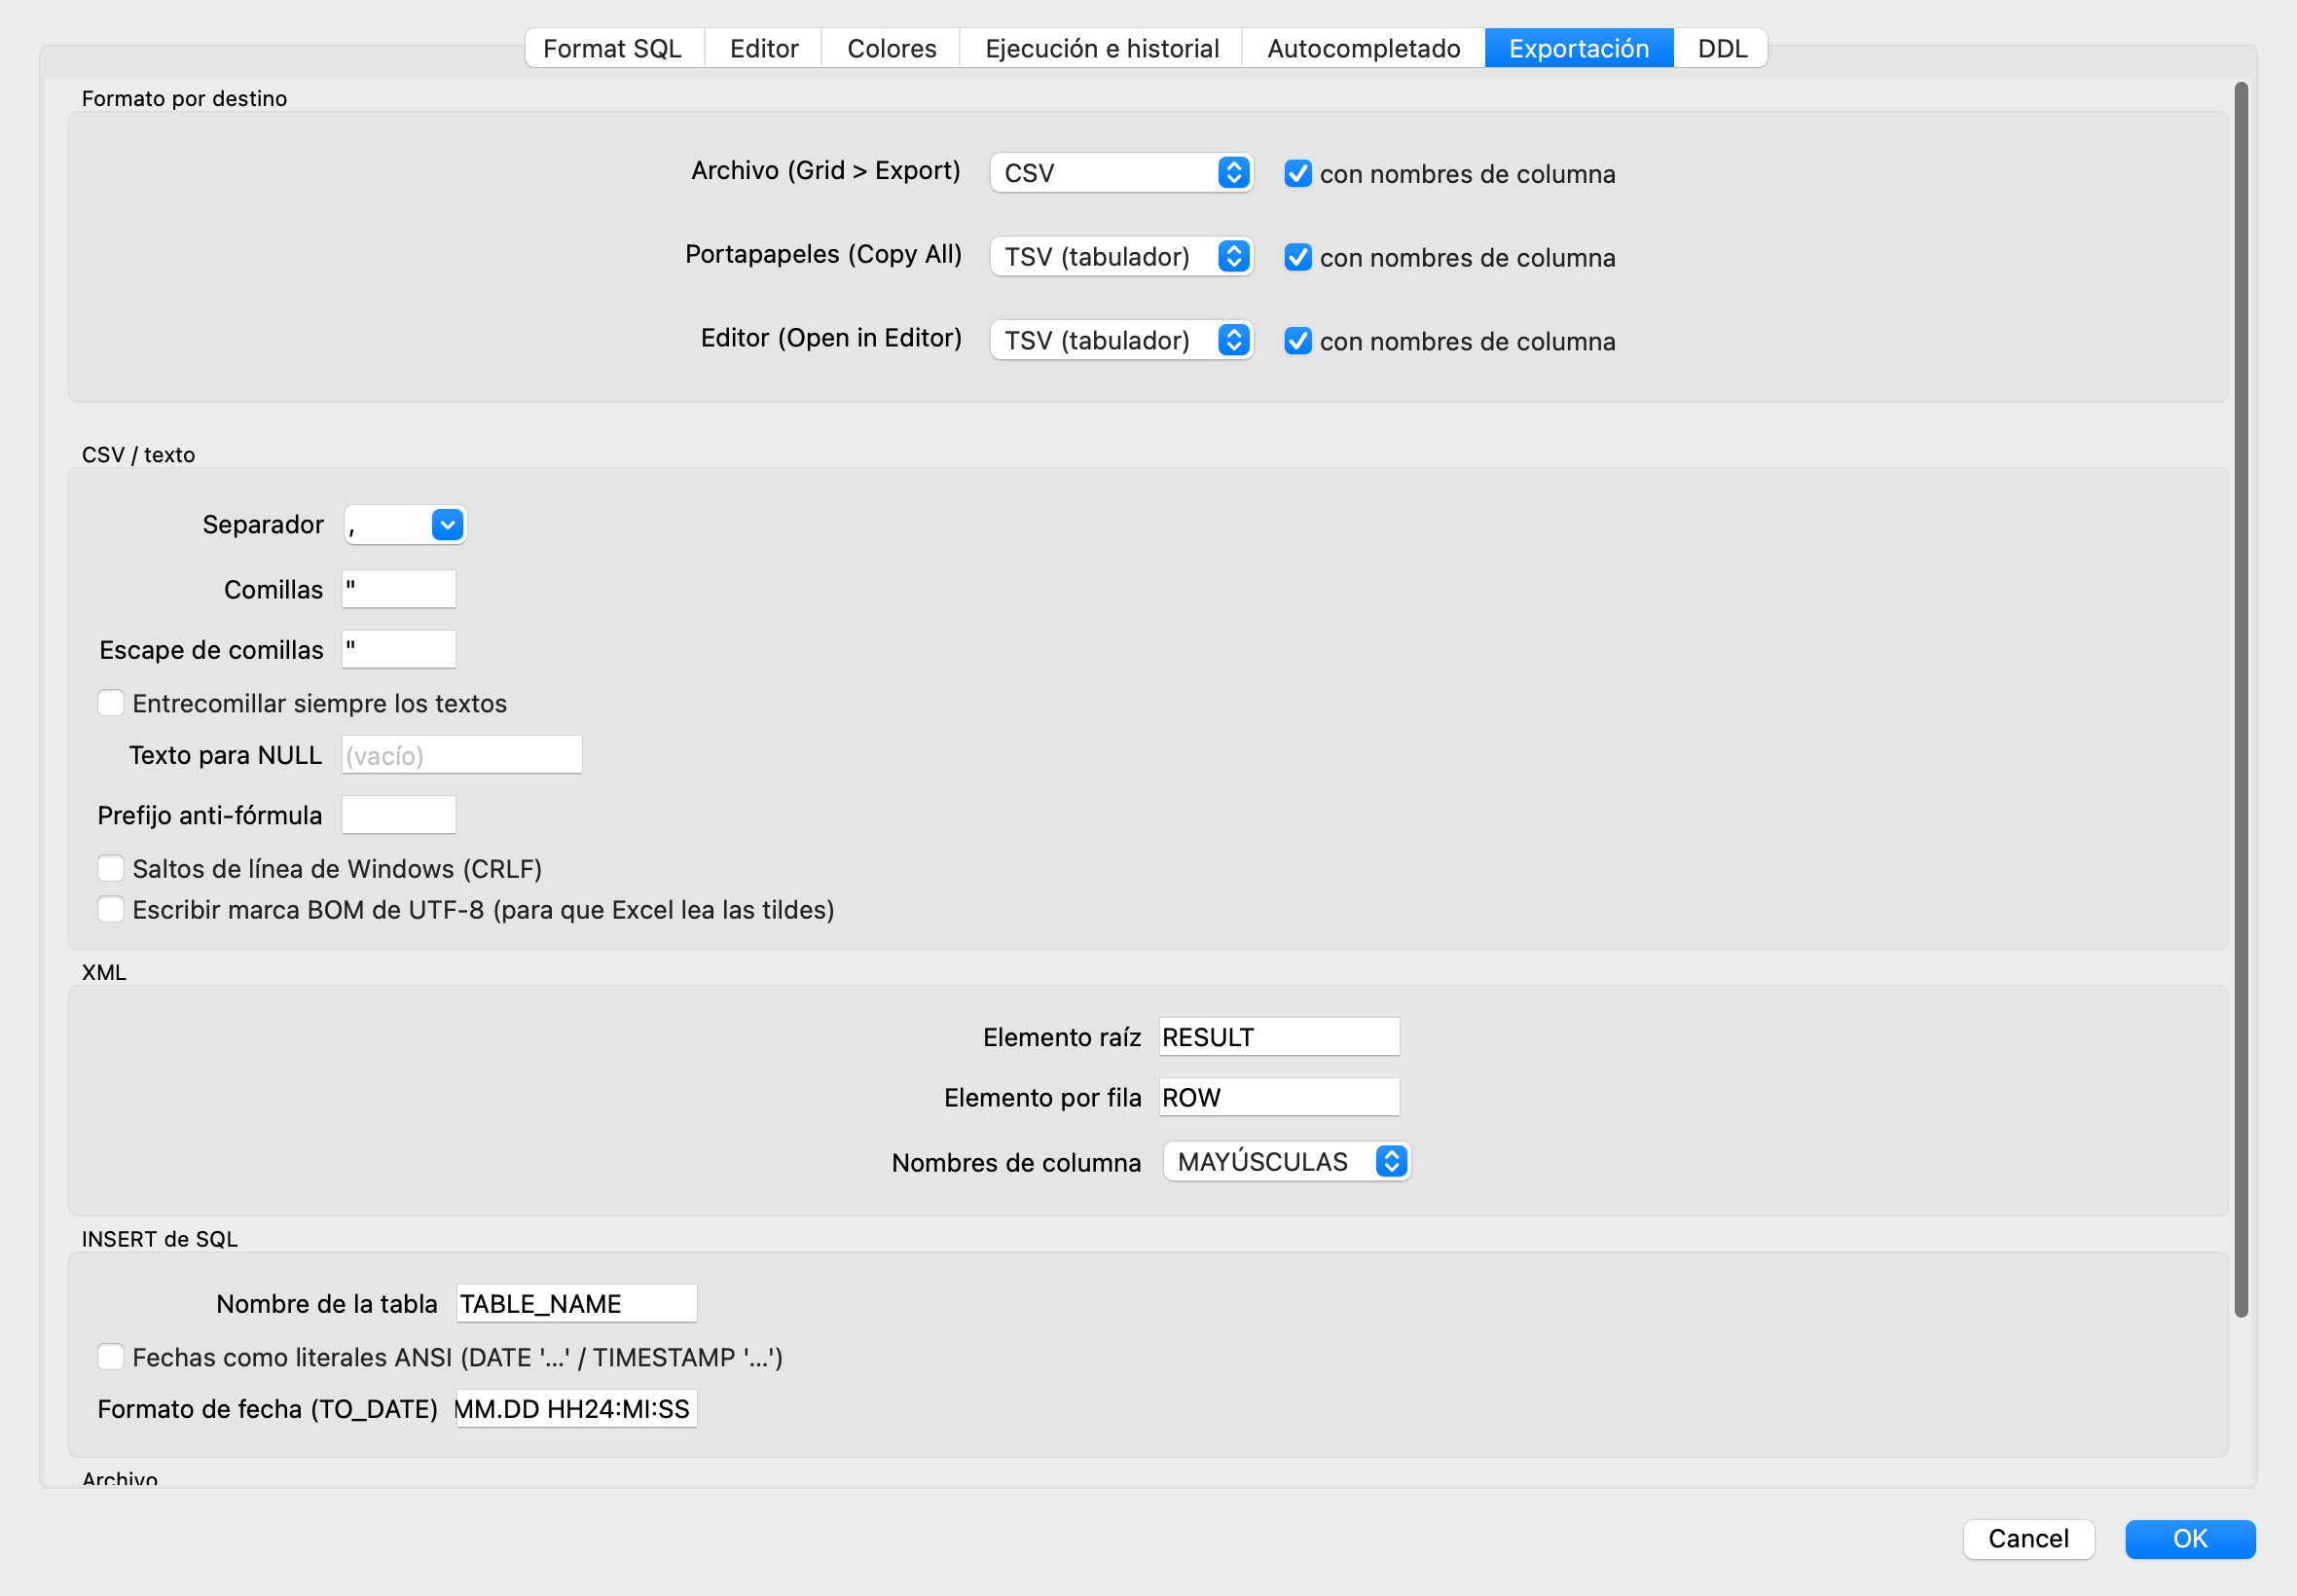 Format SQL Editor Colores Ejecución e historial Autocompletado Exportación DDL
Formato por destino
Archivo (Grid > Export) CSV con nombres de columna
Portapapeles (Copy All) TSV (tabulador) con nombres de columna
Editor (Open in Editor) TSV (tabulador) con nombres de columna
CSV / texto
Separador ,
Comillas "
Escape de comillas "
Entrecomillar siempre los textos
Texto para NULL (vacío)
Prefijo anti-fórmula
Saltos de línea de Windows (CRLF)
Escribir marca BOM de UTF-8 (para que Excel lea las tildes)
XML
Elemento raíz RESULT
Elemento por fila ROW
Nombres de columna MAYÚSCULAS
INSERT de SQL
Nombre de la tabla TABLE_NAME
Fechas como literales ANSI (DATE '...' / TIMESTAMP '...')
Formato de fecha (TO_DATE) MM.DD HH24:MI:SS
Archivo
Cancel OK